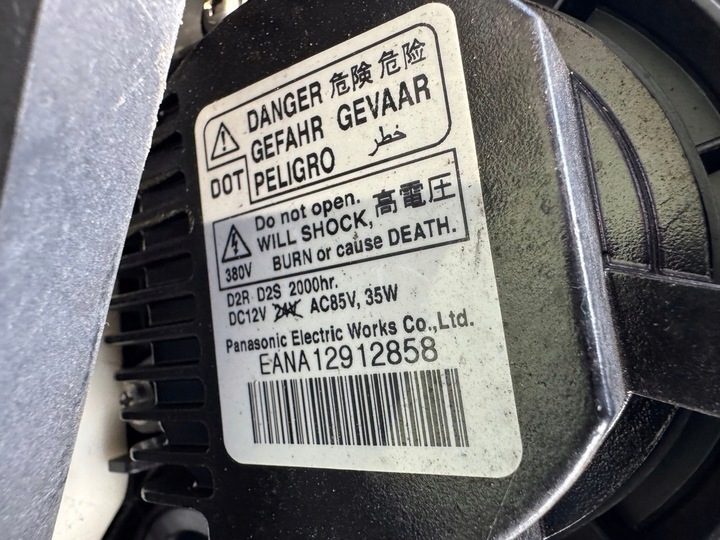 DANGER 危険 危险
GEFAHR GEVAAR
DOT PELIGRO خطر
Do not open.
WILL SHOCK, 高電圧
380V BURN or cause DEATH.
D2R D2S 2000hr.
DC12V 24V AC85V, 35W
Panasonic Electric Works Co.,Ltd.
EANA12912858